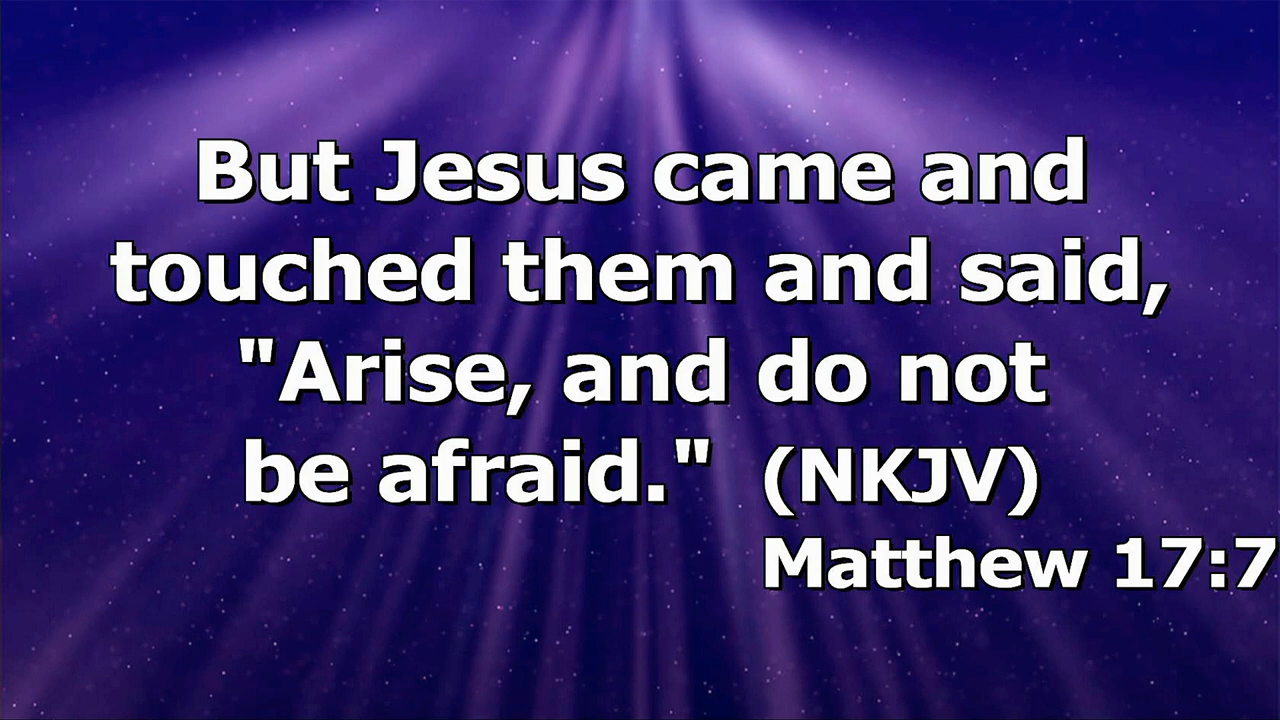 But Jesus came and
touched them and said,
"Arise, and do not
be afraid." (NKJV)
Matthew 17:7